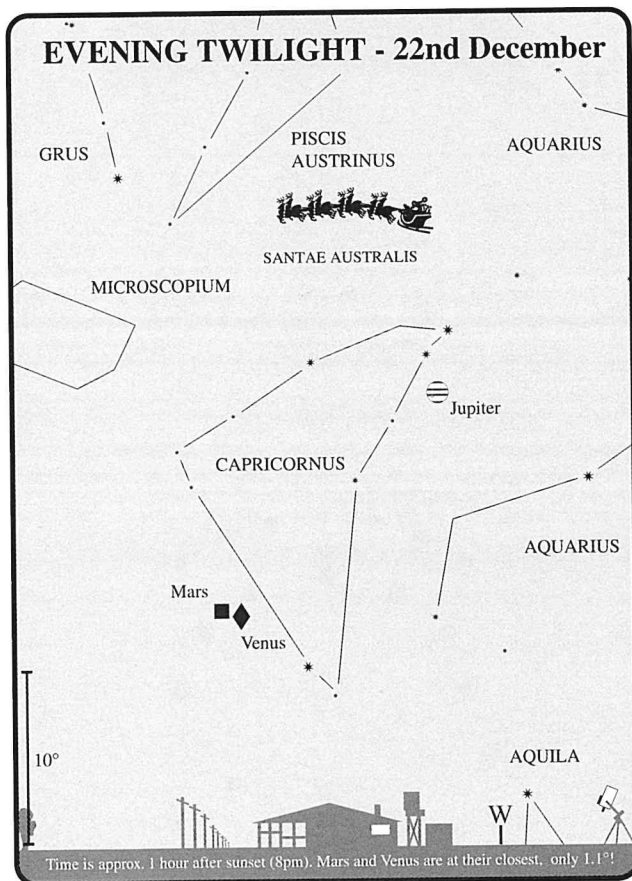 EVENING TWILIGHT - 22nd December
GRUS
PISCIS
AUSTRINUS
AQUARIUS
SANTAE AUSTRALIS
MICROSCOPIUM
Jupiter
CAPRICORNUS
AQUARIUS
Mars
Venus
10°
AQUILA
W
Time is approx. 1 hour after sunset (8pm). Mars and Venus are at their closest, only 1.1°!